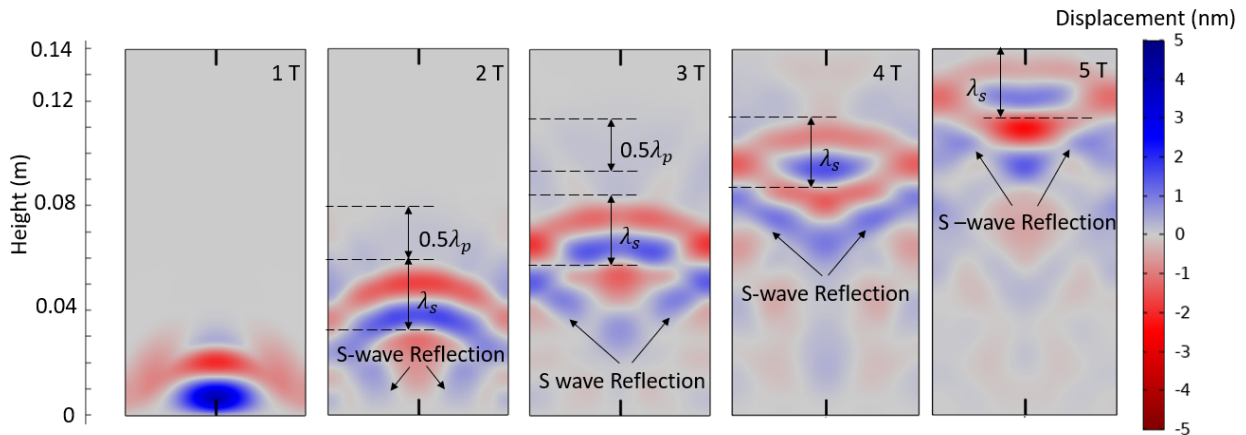 Displacement (nm)
0.14
0.12
0.08
0.04
0
Height (m)
1 T
2 T
0.5λₚ
λₛ
S-wave Reflection
3 T
0.5λₚ
λₛ
S wave Reflection
4 T
λₛ
S-wave Reflection
5 T
λₛ
S –wave Reflection
5
4
3
2
1
0
-1
-2
-3
-4
-5